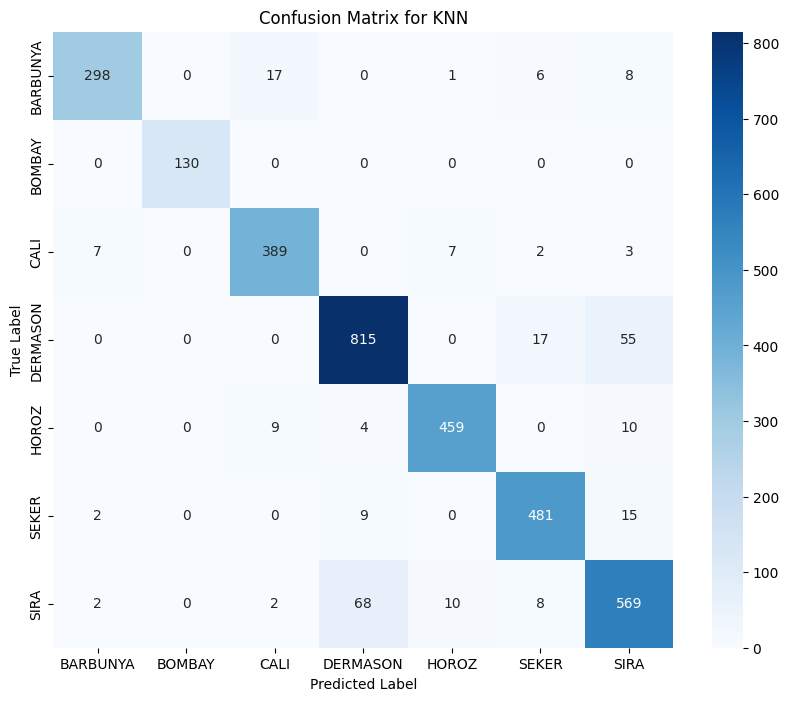 Confusion Matrix for KNN
True Label
BARBUNYA 298 0 17 0 1 6 8
BOMBAY 0 130 0 0 0 0 0
CALI 7 0 389 0 7 2 3
DERMASON 0 0 0 815 0 17 55
HOROZ 0 0 9 4 459 0 10
SEKER 2 0 0 9 0 481 15
SIRA 2 0 2 68 10 8 569
BARBUNYA BOMBAY CALI DERMASON HOROZ SEKER SIRA
Predicted Label
800
700
600
500
400
300
200
100
0